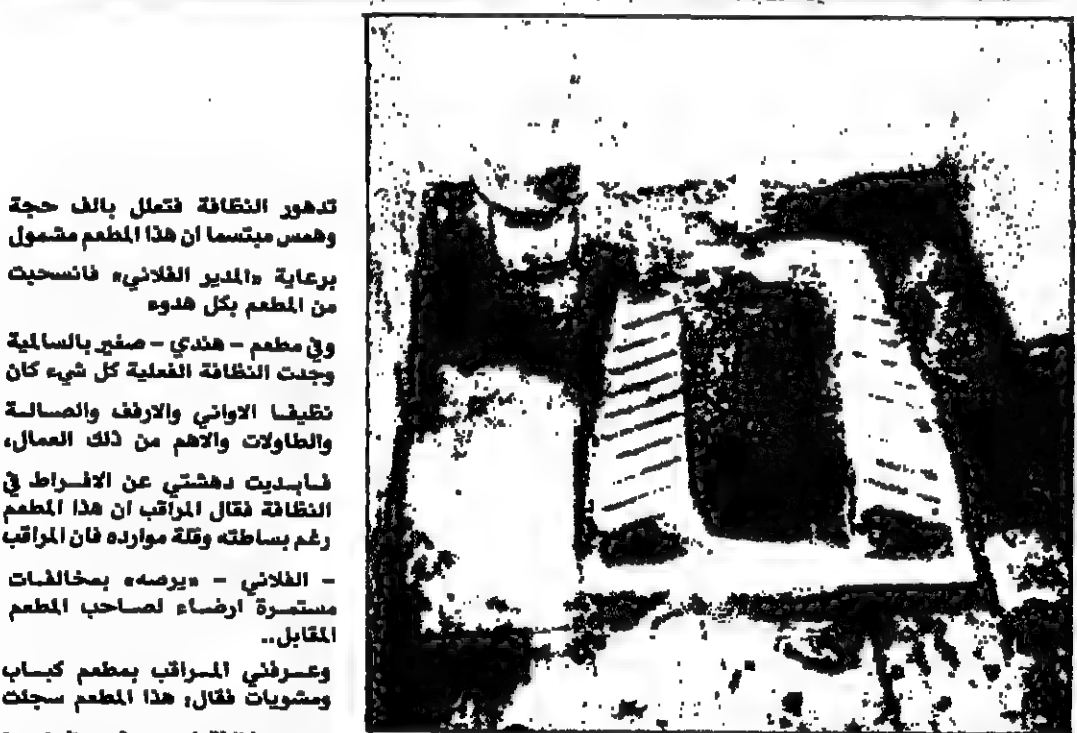 تدهور النظافة فتعلل بالف حجة
وهمس مبتسما ان هذا المطعم مشمول
برعاية «المدير الفلاني» فانسحبت
من المطعم بكل هدوء
وفي مطعم – هندي – صغير بالسالمية
وجدت النظافة الفعلية كل شيء كان
نظيفا الاواني والارفف والصالة
والطاولات والاهم من ذلك العمال،
فابديت دهشتي عن الافراط في
النظافة فقال المراقب ان هذا المطعم
رغم بساطته وقلة موارده فان المراقب
– الفلاني – «يرصه» بمخالفات
مستمرة ارضاء لصاحب المطعم
المقابل..
وعرفني المراقب بمطعم كباب
ومشويات فقال، هذا المطعم سجلت